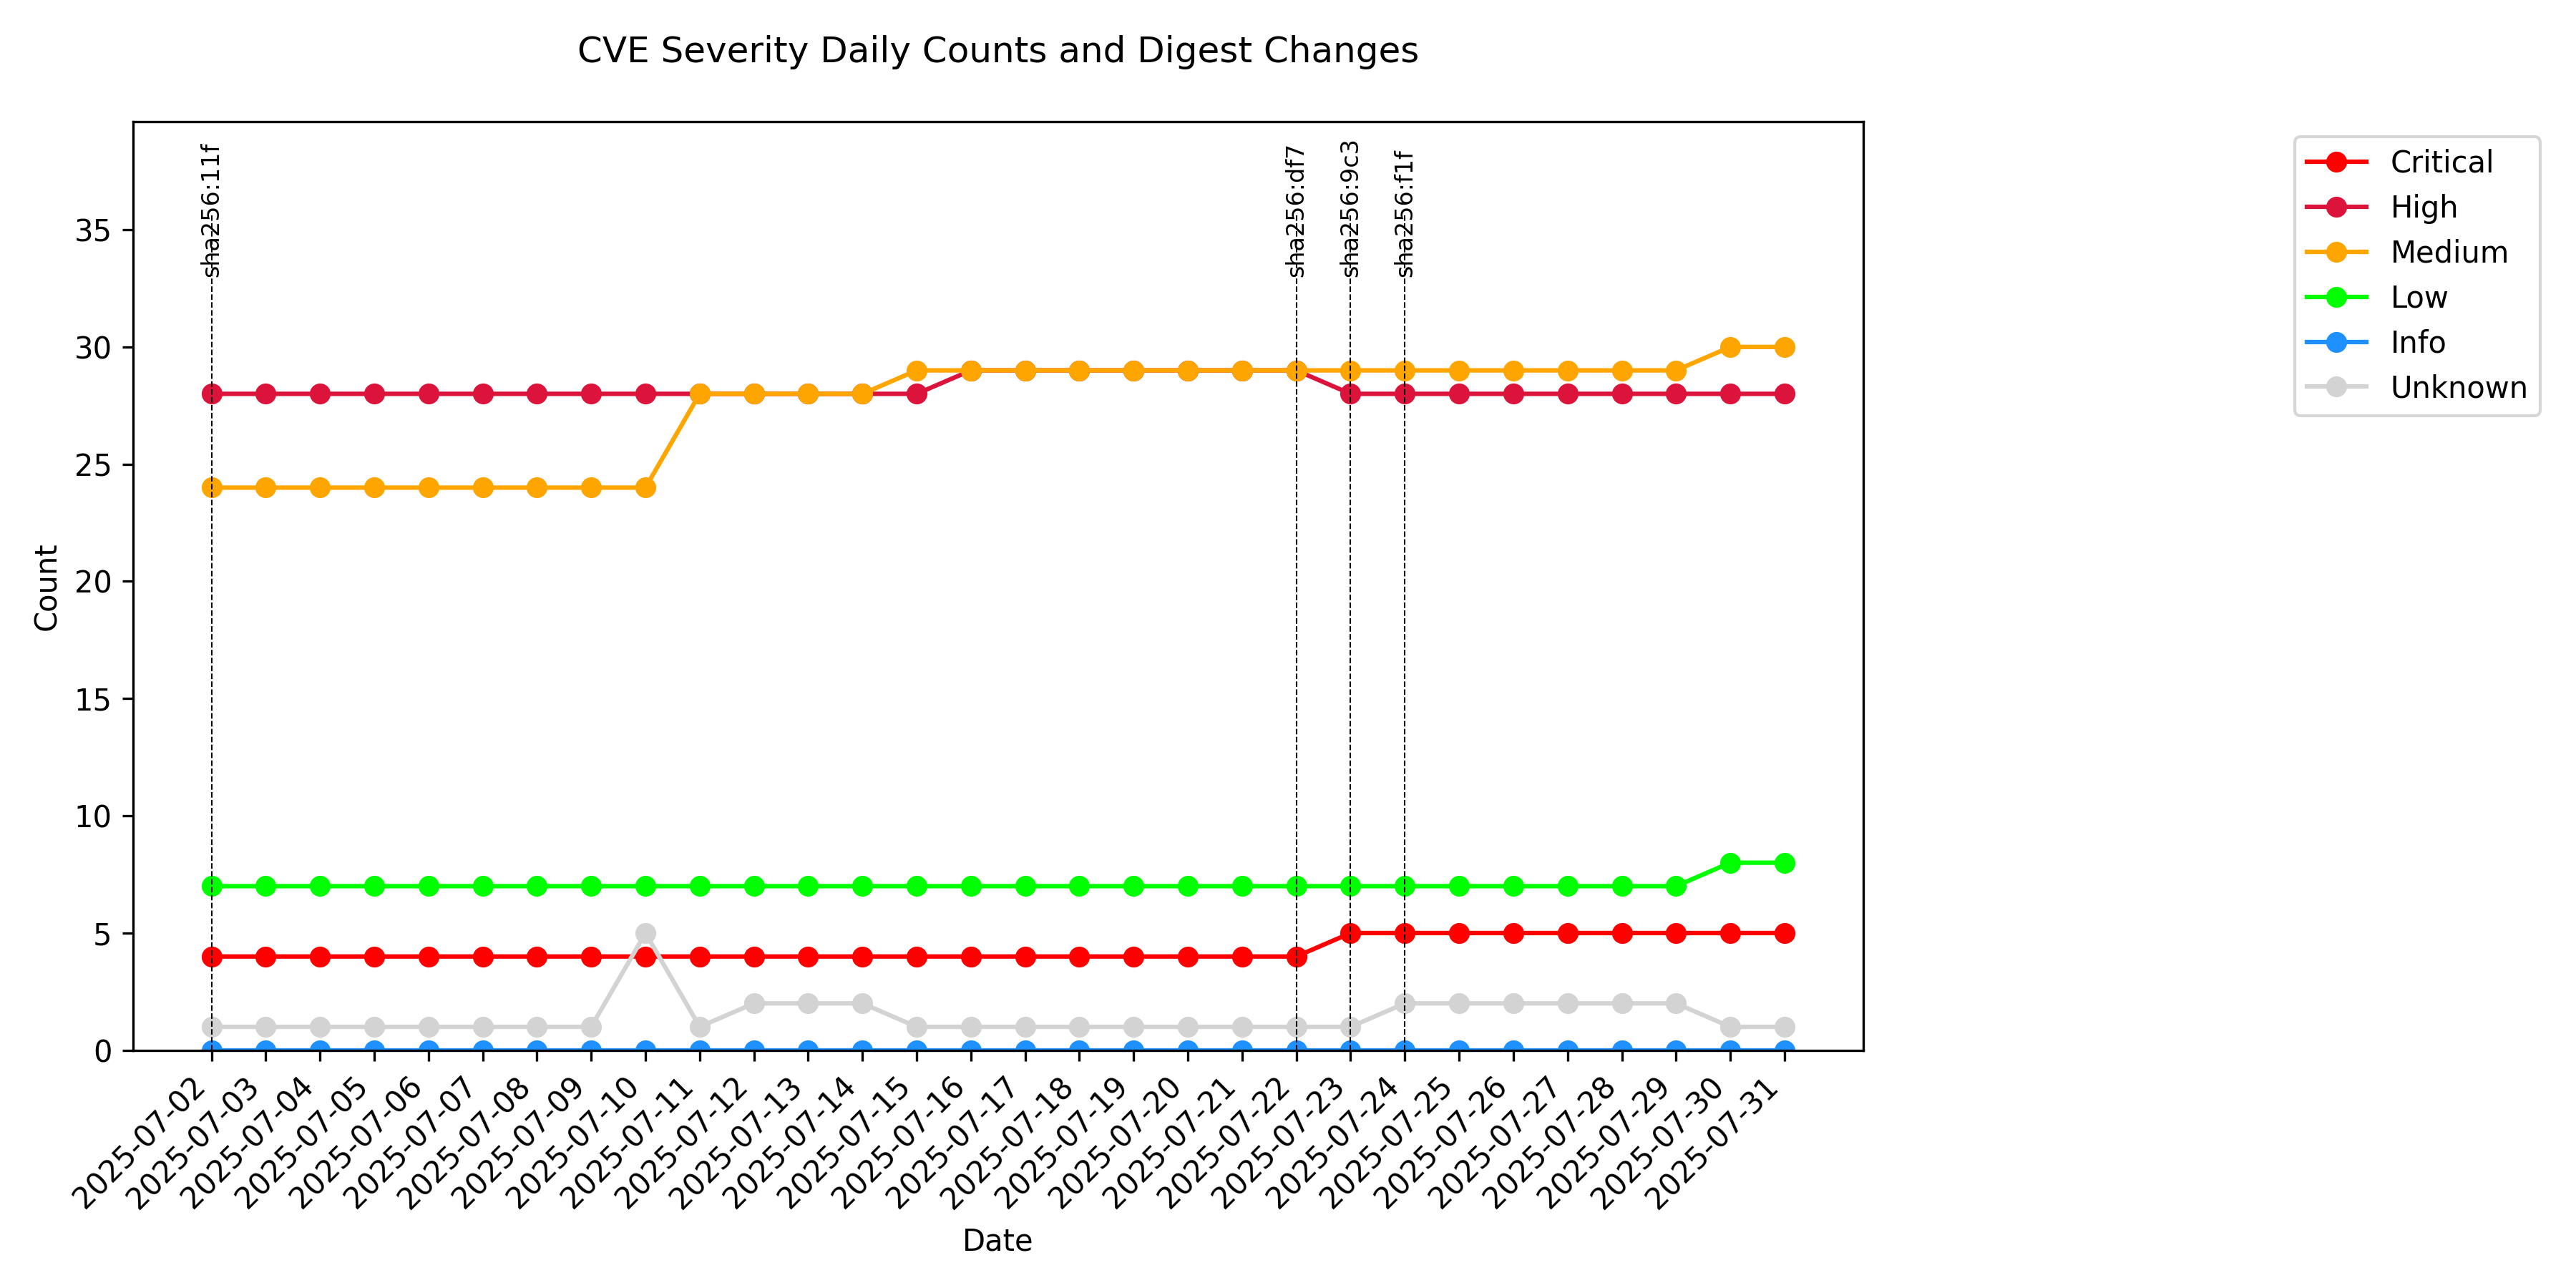 CVE Severity Daily Counts and Digest Changes
sha256:11f
sha256:df7
sha256:9c3
sha256:f1f
Critical
High
Medium
Low
Info
Unknown
Count
35
30
25
20
15
10
5
0
2025-07-02
2025-07-03
2025-07-04
2025-07-05
2025-07-06
2025-07-07
2025-07-08
2025-07-09
2025-07-10
2025-07-11
2025-07-12
2025-07-13
2025-07-14
2025-07-15
2025-07-16
2025-07-17
2025-07-18
2025-07-19
2025-07-20
2025-07-21
2025-07-22
2025-07-23
2025-07-24
2025-07-25
2025-07-26
2025-07-27
2025-07-28
2025-07-29
2025-07-30
2025-07-31
Date